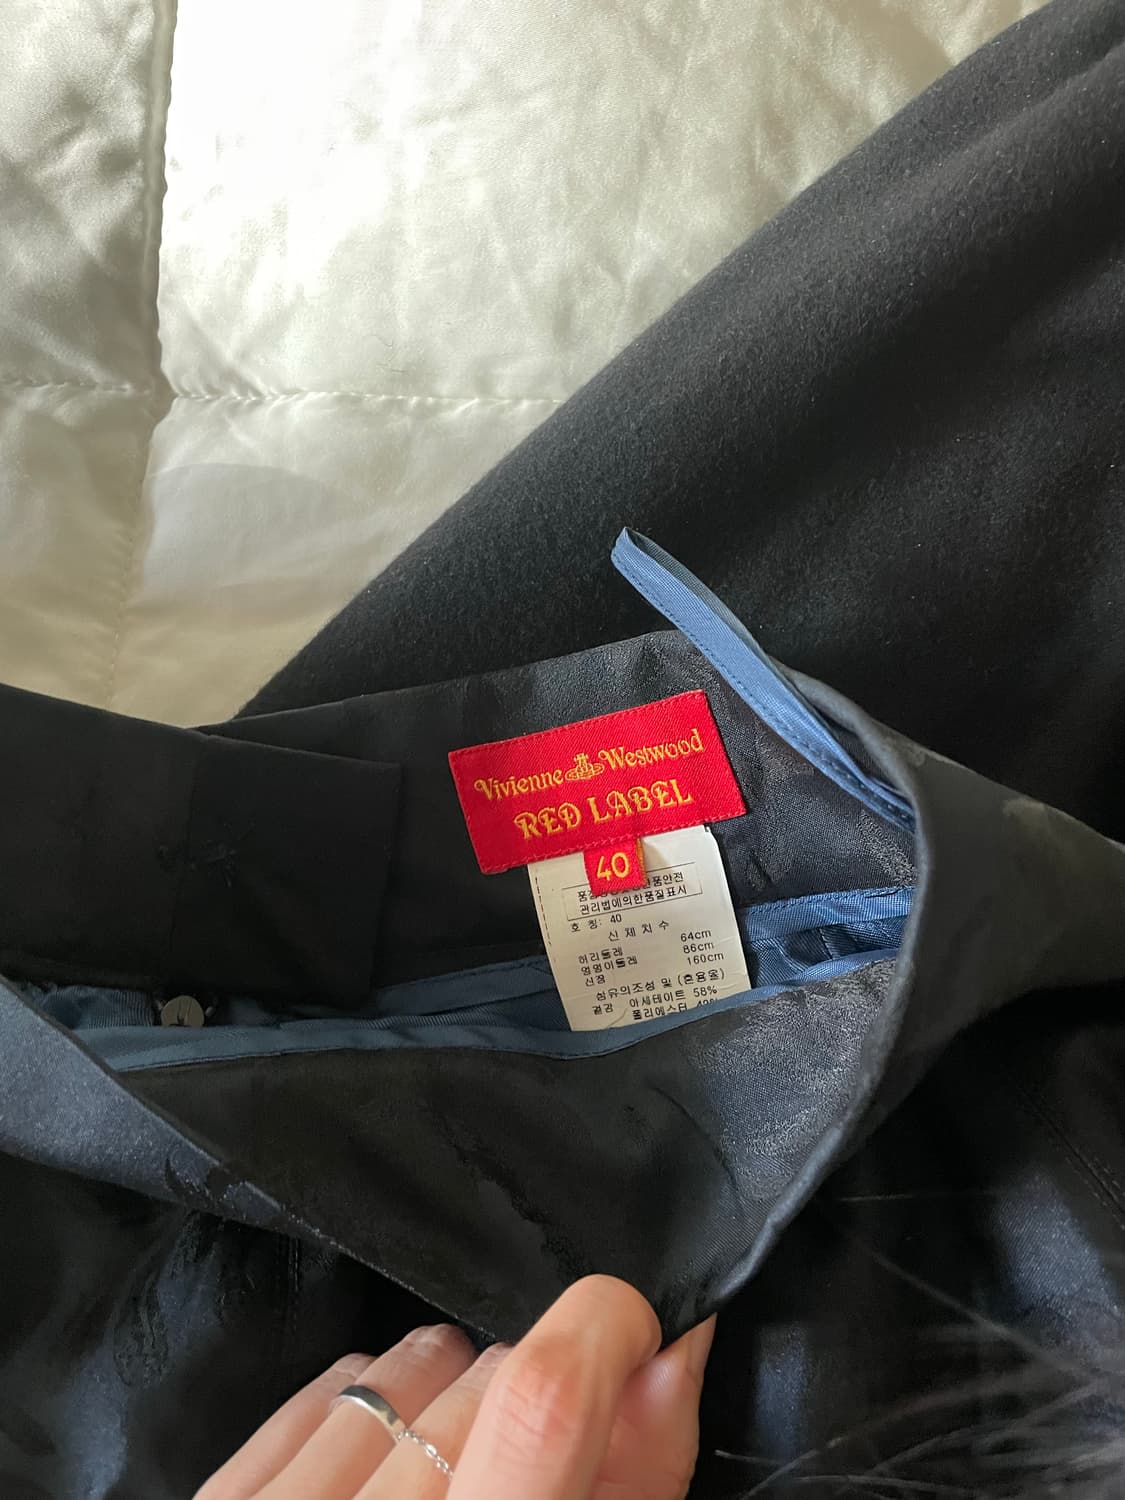 Vivienne Westwood
RED LABEL
40
관리법에의한품질표시
호 칭: 40
신 체 치 수
허리둘레 64cm
엉덩이둘레 86cm
신장 160cm
섬유의조성 및 (혼용율)
겉감 아세테이트 58%
폴리에스터